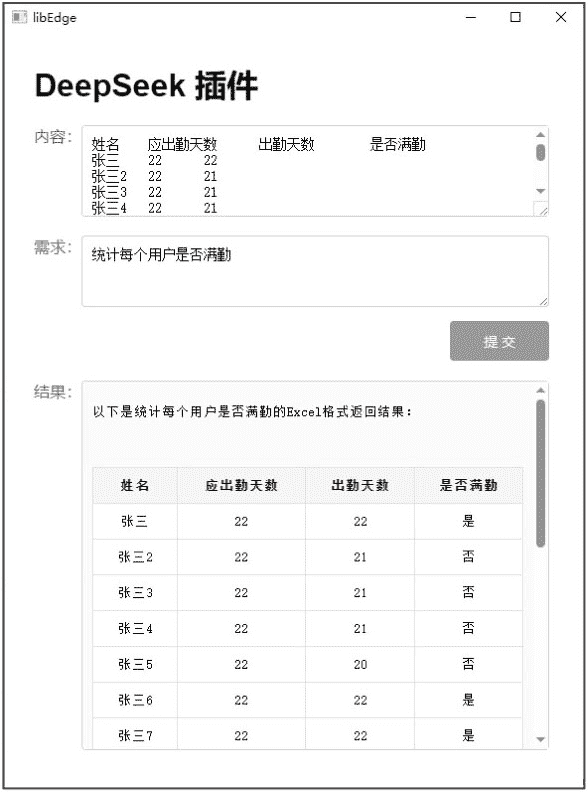 libEdge
DeepSeek 插件
内容：
姓名 应出勤天数 出勤天数 是否满勤
张三 22 22
张三2 22 21
张三3 22 21
张三4 22 21
需求：
统计每个用户是否满勤
提交
结果：
以下是统计每个用户是否满勤的Excel格式返回结果：
姓名 应出勤天数 出勤天数 是否满勤
张三 22 22 是
张三2 22 21 否
张三3 22 21 否
张三4 22 21 否
张三5 22 20 否
张三6 22 22 是
张三7 22 22 是